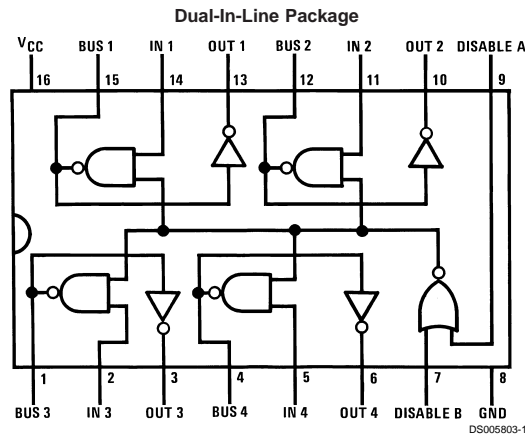 Dual-In-Line Package
VCC BUS 1 IN 1 OUT 1 BUS 2 IN 2 OUT 2 DISABLE A
16 15 14 13 12 11 10 9
1 2 3 4 5 6 7 8
BUS 3 IN 3 OUT 3 BUS 4 IN 4 OUT 4 DISABLE B GND
DS005803-1